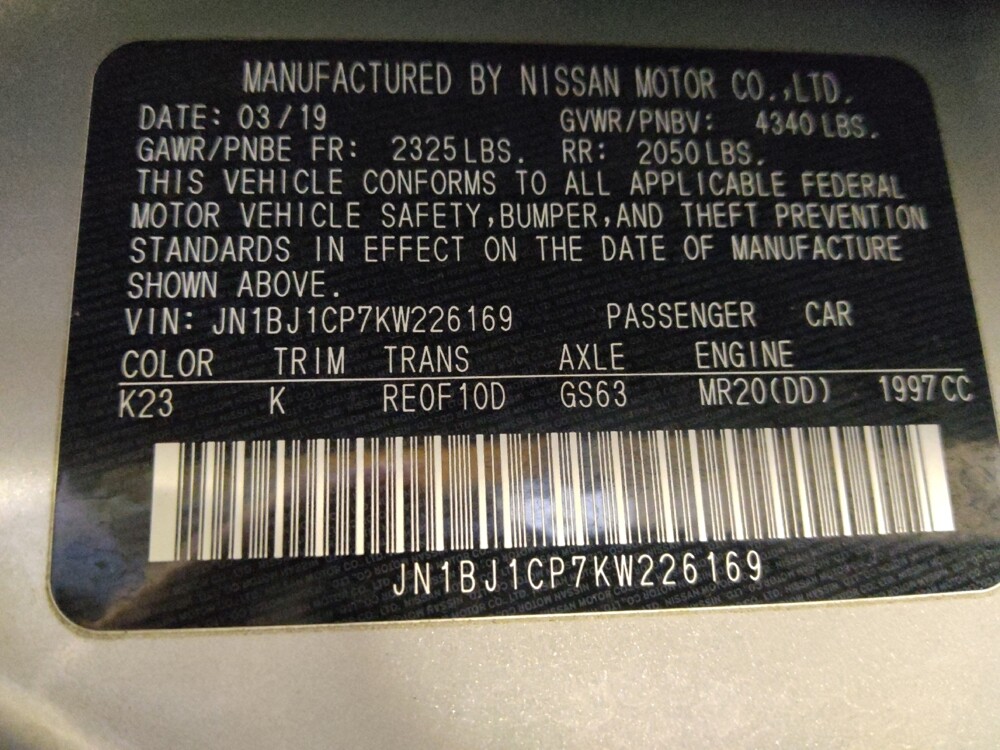 MANUFACTURED BY NISSAN MOTOR CO.,LTD.
DATE: 03/19 GVWR/PNBV: 4340 LBS.
GAWR/PNBE FR: 2325 LBS. RR: 2050 LBS.
THIS VEHICLE CONFORMS TO ALL APPLICABLE FEDERAL
MOTOR VEHICLE SAFETY,BUMPER,AND THEFT PREVENTION
STANDARDS IN EFFECT ON THE DATE OF MANUFACTURE
SHOWN ABOVE.
VIN: JN1BJ1CP7KW226169 PASSENGER CAR
COLOR TRIM TRANS AXLE ENGINE
K23 K RE0F10D GS63 MR20(DD) 1997CC
JN1BJ1CP7KW226169